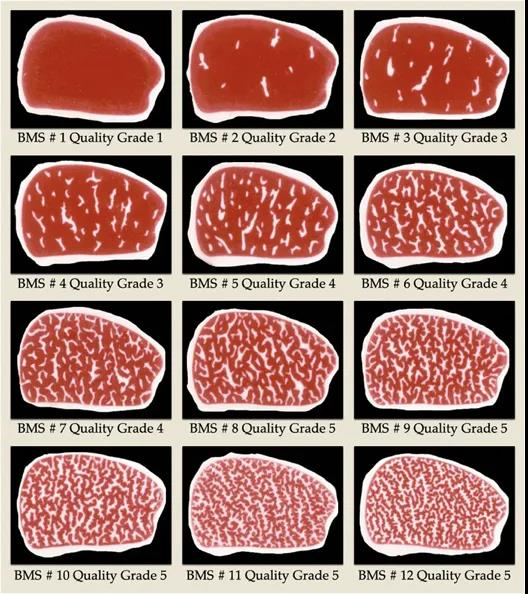 BMS # 1 Quality Grade 1
BMS # 2 Quality Grade 2
BMS # 3 Quality Grade 3
BMS # 4 Quality Grade 3
BMS # 5 Quality Grade 4
BMS # 6 Quality Grade 4
BMS # 7 Quality Grade 4
BMS # 8 Quality Grade 5
BMS # 9 Quality Grade 5
BMS # 10 Quality Grade 5
BMS # 11 Quality Grade 5
BMS # 12 Quality Grade 5